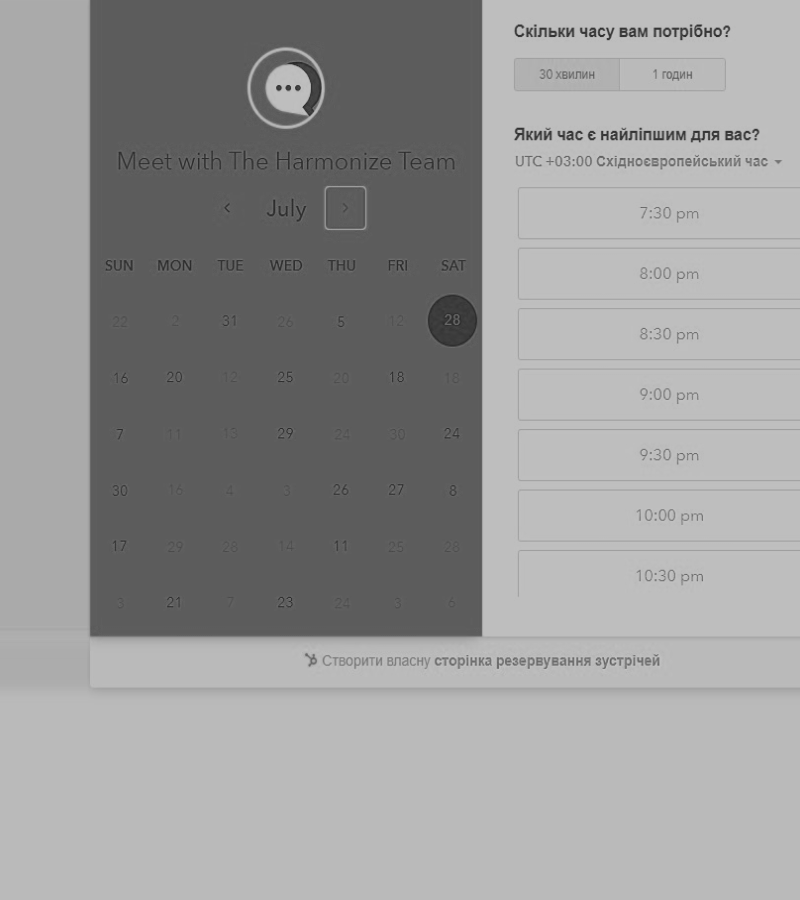 Meet with The Harmonize Team
July
SUN MON TUE WED THU FRI SAT
22 2 31 26 5 12 28
16 20 12 25 20 18 18
7 11 13 29 24 30 24
30 16 4 3 26 27 8
17 29 28 14 11 25 28
3 21 7 23 24 3 6
Скільки часу вам потрібно?
30 хвилин 1 годин
Який час є найліпшим для вас?
UTC +03:00 Східноєвропейський час
7:30 pm
8:00 pm
8:30 pm
9:00 pm
9:30 pm
10:00 pm
10:30 pm
Створити власну сторінка резервування зустрічей